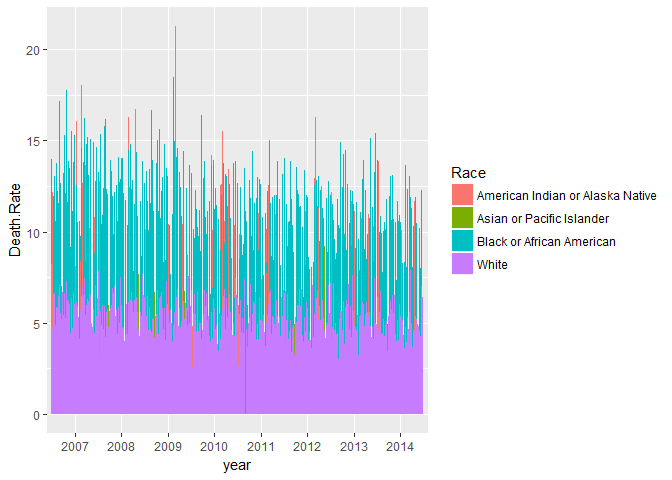 20
15
10
5
0
Death.Rate
2007 2008 2009 2010 2011 2012 2013 2014
year
Race
American Indian or Alaska Native
Asian or Pacific Islander
Black or African American
White